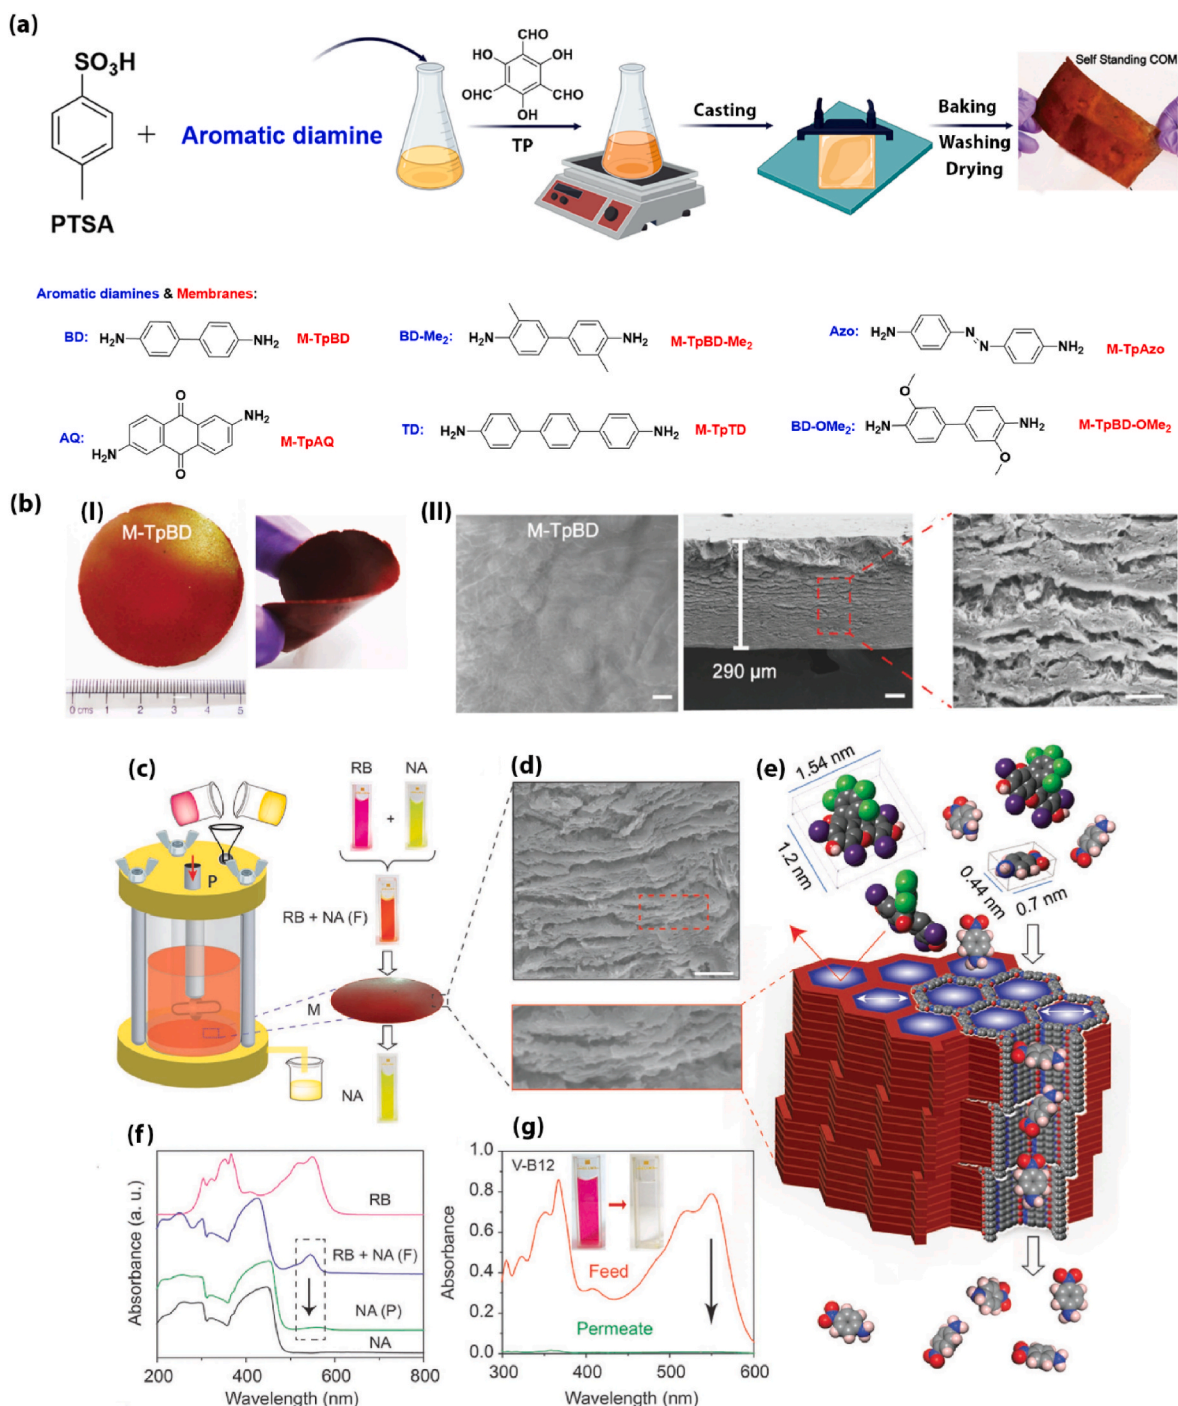 (a)
SO₃H
PTSA
+
Aromatic diamine
CHO
HO
OH
OHC
CHO
OH
TP
Casting
Baking
Washing
Drying
Self Standing COM
Aromatic diamines & Membranes:
BD:
H₂N
NH₂
M-TpBD
BD-Me₂:
H₂N
NH₂
M-TpBD-Me₂
Azo:
H₂N
N
N
NH₂
M-TpAzo
AQ:
O
NH₂
H₂N
O
M-TpAQ
TD:
H₂N
NH₂
M-TpTD
BD-OMe₂:
O
H₂N
NH₂
O
M-TpBD-OMe₂
(b)
(I)
M-TpBD
0 cms 1 2 3 4 5
(II)
M-TpBD
290 µm
(c)
P
RB
NA
+
RB + NA (F)
M
NA
(d)
(e)
1.54 nm
1.2 nm
0.44 nm
0.7 nm
(f)
Absorbance (a. u.)
RB
RB + NA (F)
NA (P)
NA
200 400 600 800
Wavelength (nm)
(g)
V-B12
1.0
0.8
0.6
0.4
0.2
0.0
Absorbance
Feed
Permeate
300 400 500 600
Wavelength (nm)